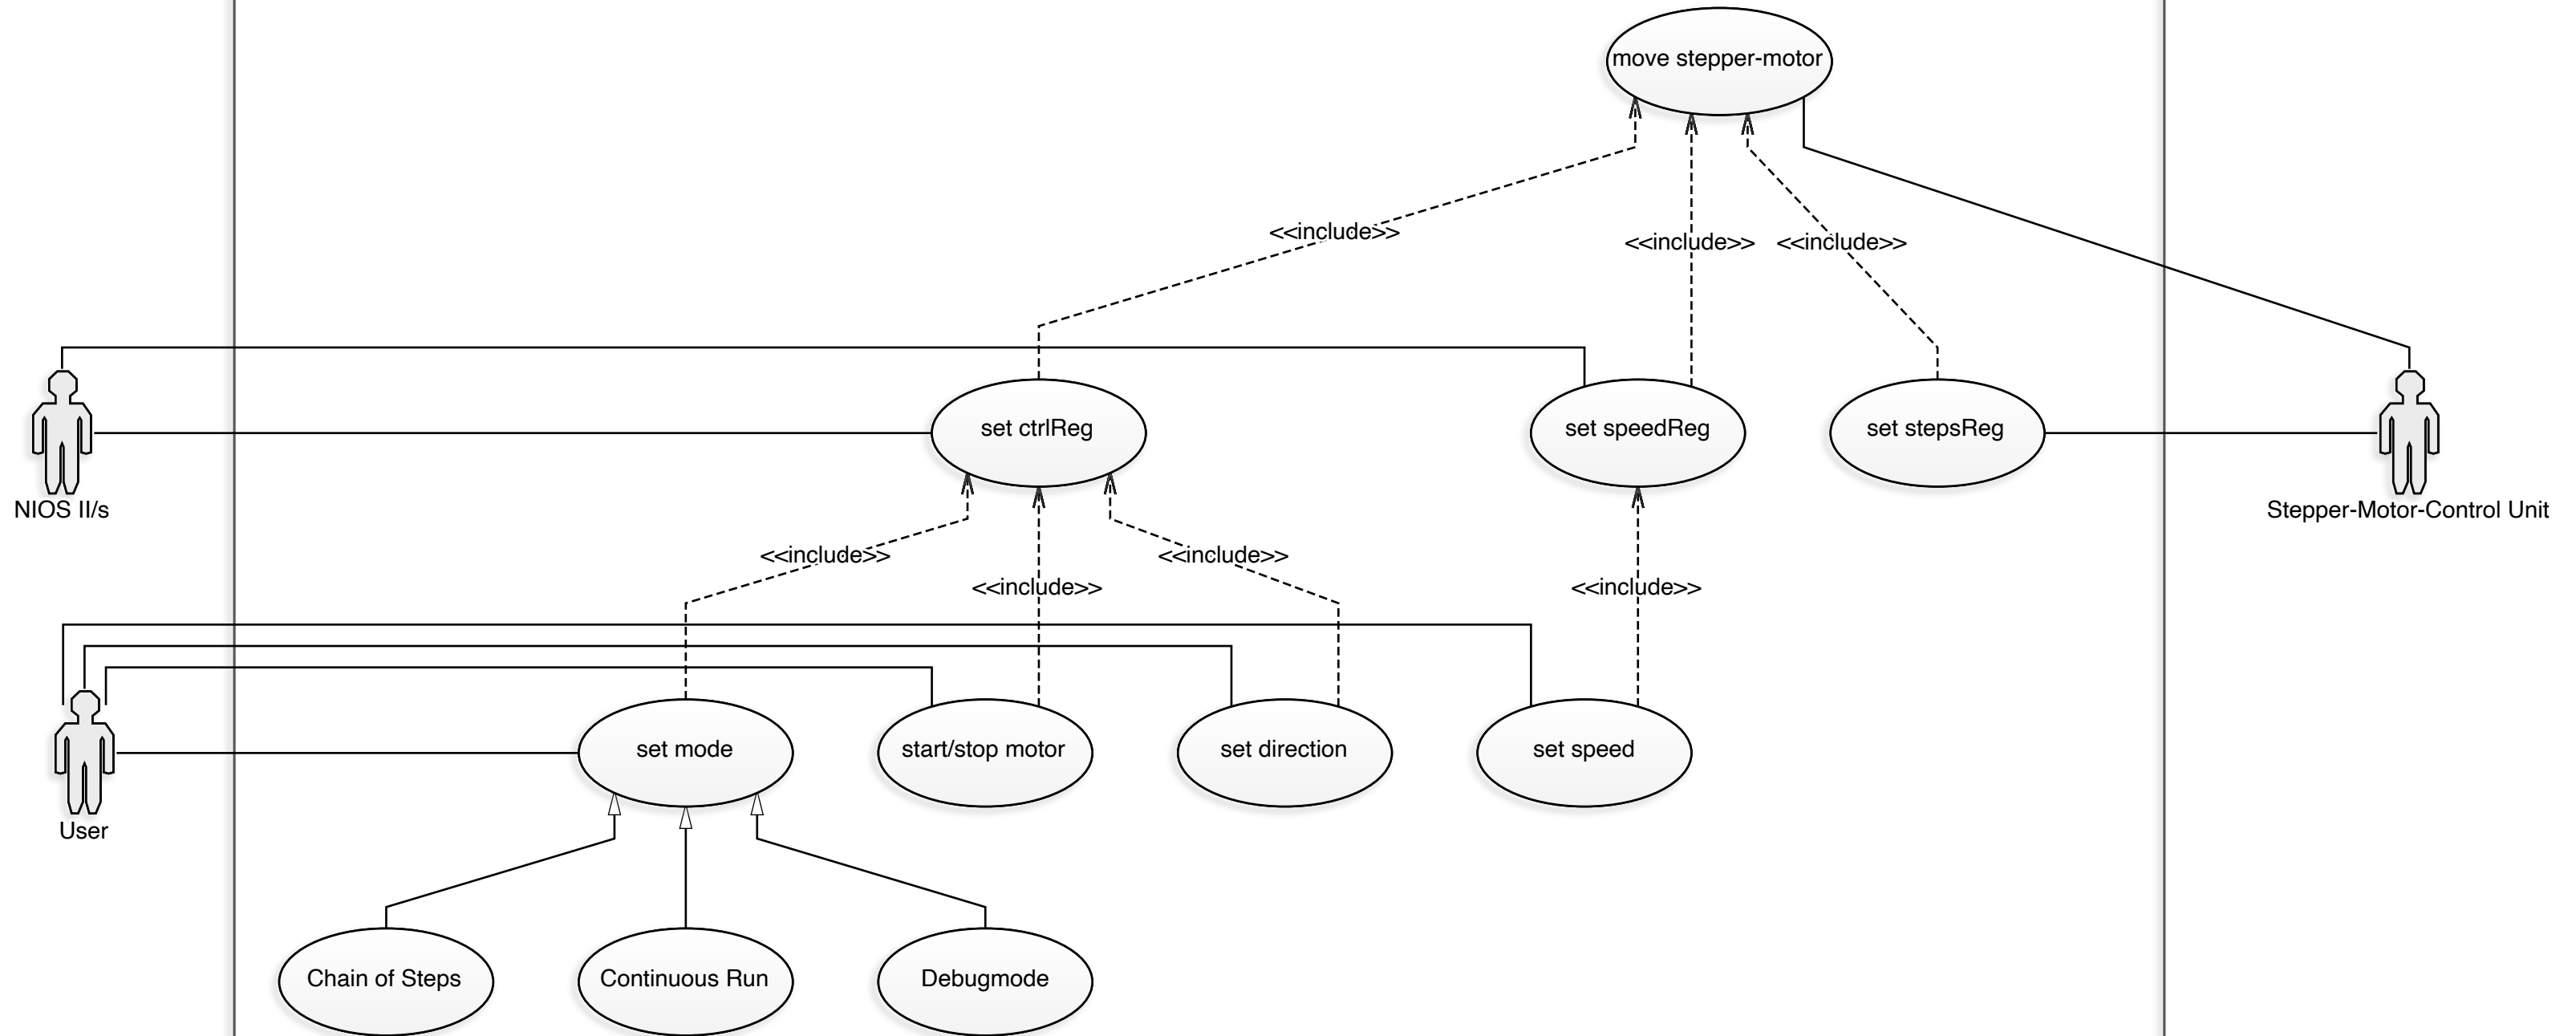 move stepper-motor
<<include>>
<<include>>
<<include>>
set ctrlReg
set speedReg
set stepsReg
NIOS II/s
Stepper-Motor-Control Unit
<<include>>
<<include>>
<<include>>
<<include>>
set mode
start/stop motor
set direction
set speed
User
Chain of Steps
Continuous Run
Debugmode